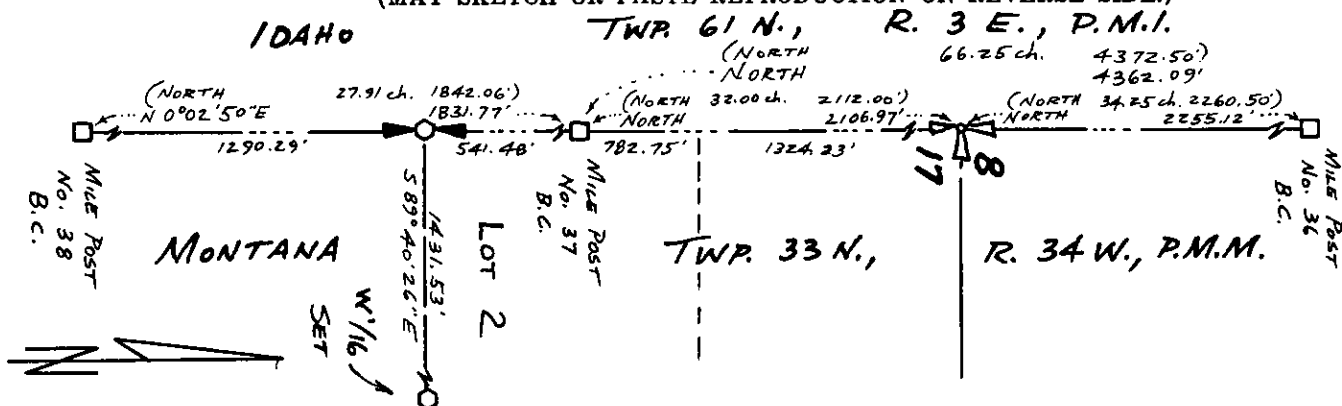 (MAY SKETCH OR PASTE REPRODUCTION ON REVERSE SIDE.)
IDAHO
TWP. 61 N., R. 3 E., P.M.I.
(NORTH 66.25 ch. 4372.50')
NORTH 4362.09'
(NORTH 27.91 ch. 1842.06')
N 0°02'50"E 1831.77'
(NORTH 32.00 ch. 2112.00')
NORTH 2106.97'
(NORTH 34.25 ch. 2260.50')
NORTH 2255.12'
1290.29'
541.48'
782.75'
1324.23'
8
17
MILE POST
No. 38
B.C.
MILE POST
No. 37
B.C.
MILE POST
No. 36
B.C.
MONTANA
TWP. 33 N., R. 34 W., P.M.M.
1431.53'
S 89°40'26"E
LOT 2
W 1/16
SET
N